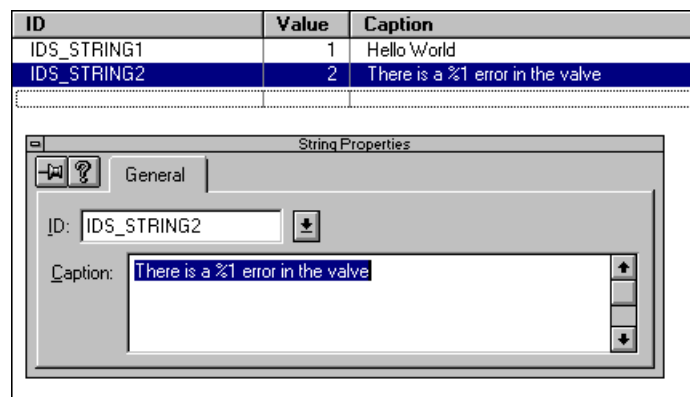 ID Value Caption
IDS_STRING1 1 Hello World
IDS_STRING2 2 There is a %1 error in the valve
String Properties
? General
ID: IDS_STRING2
Caption: There is a %1 error in the valve